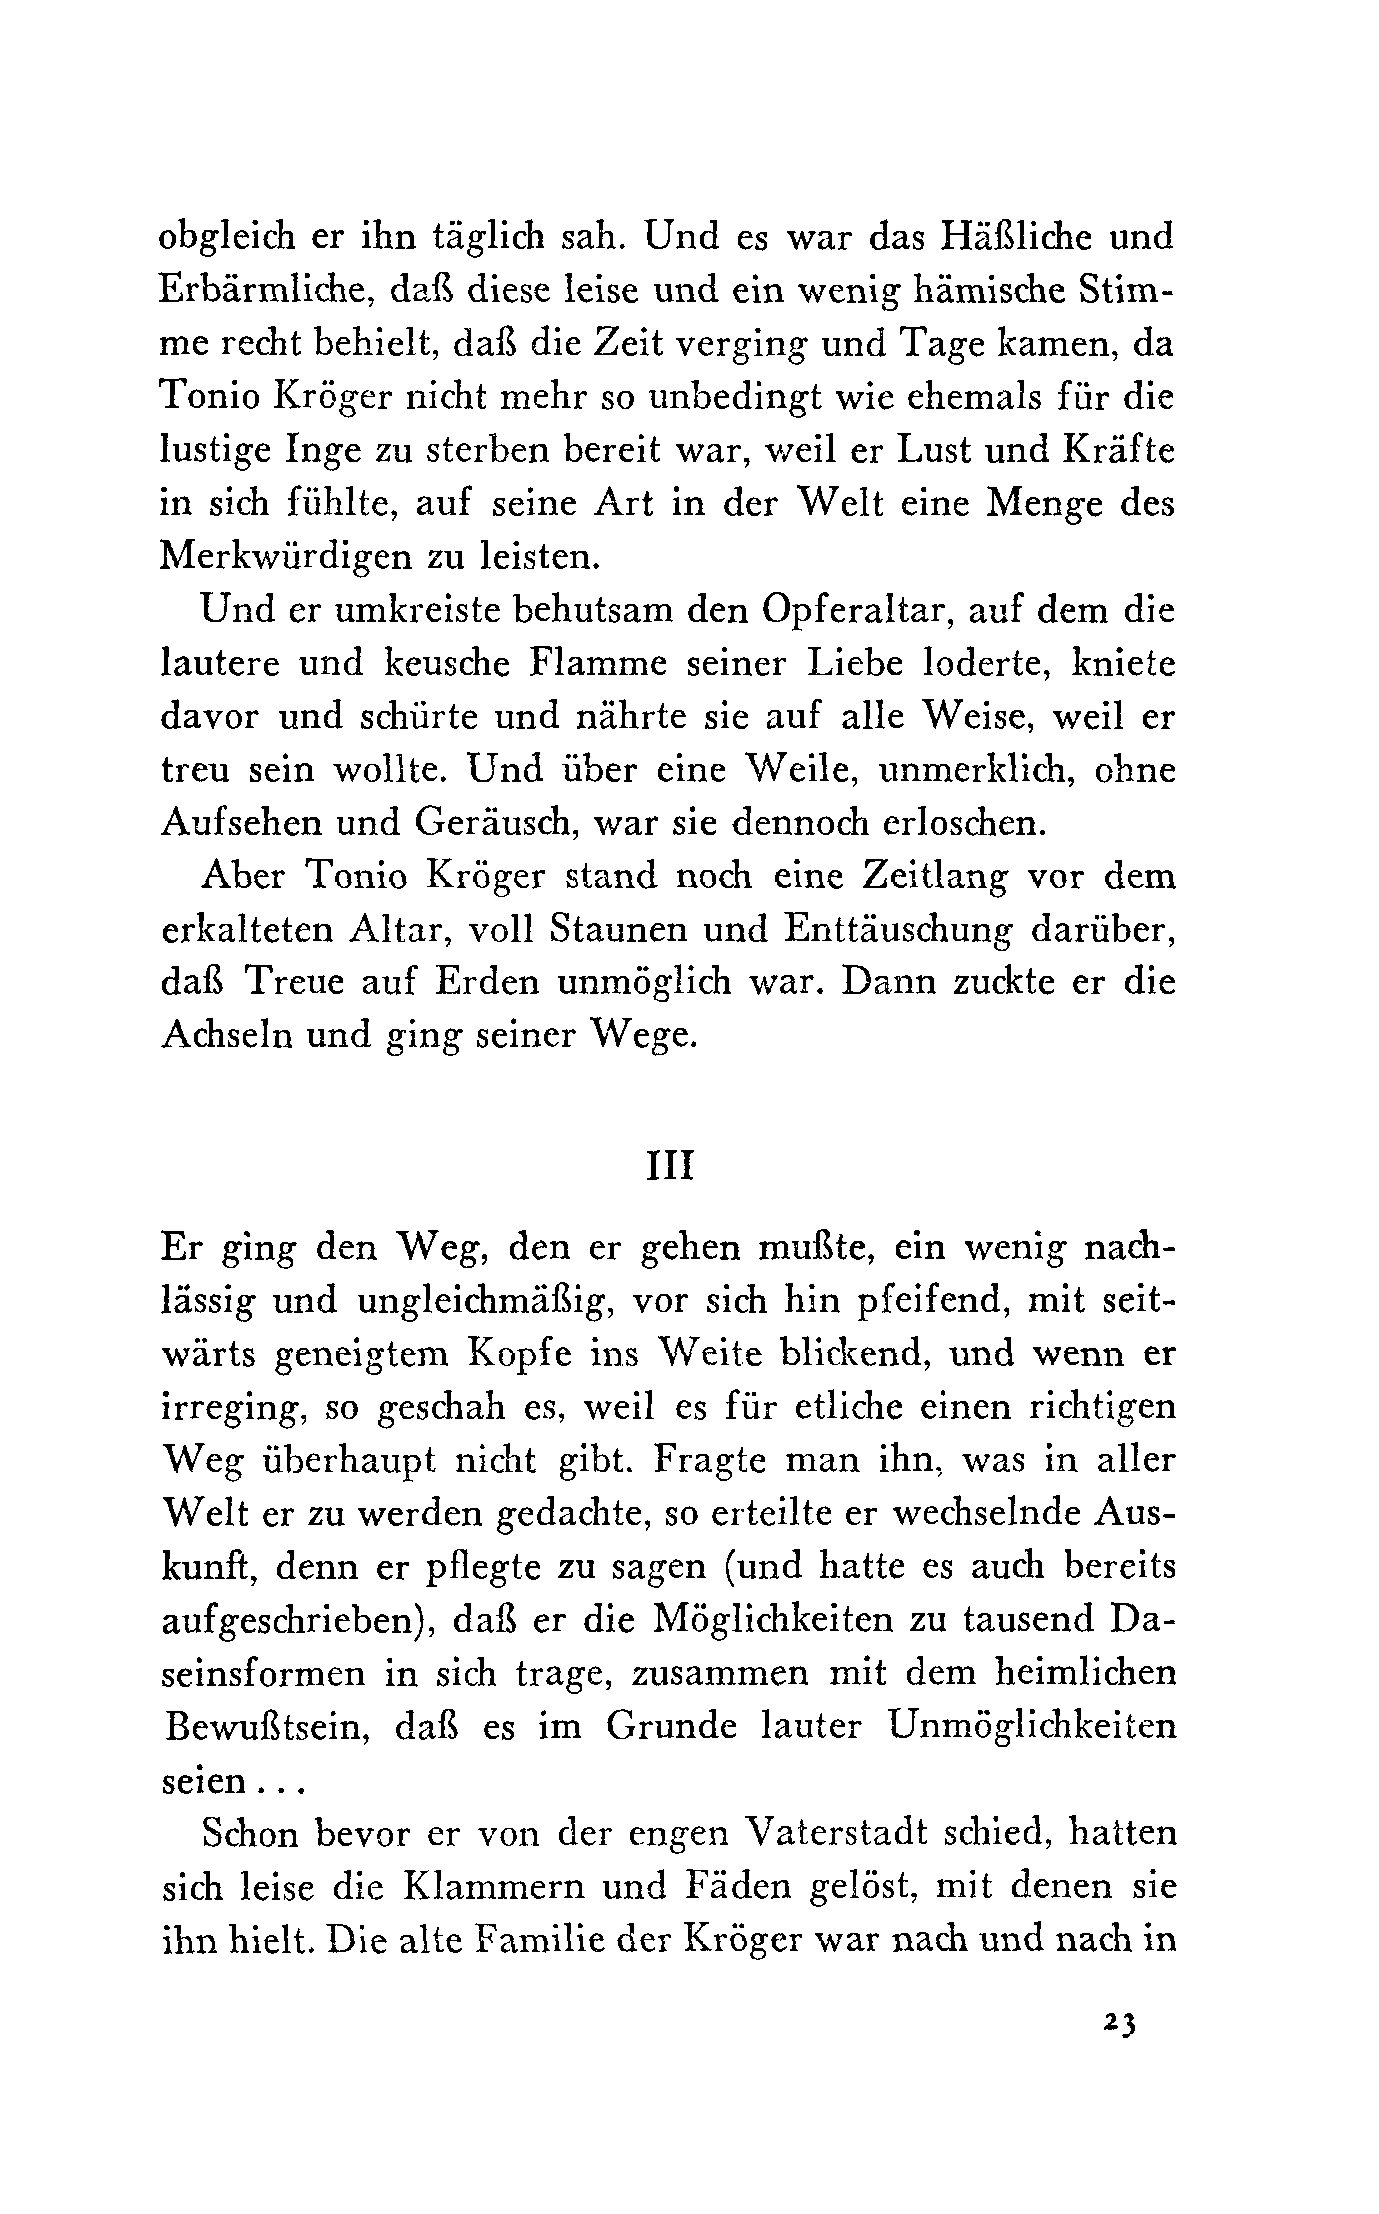 obgleich er ihn täglich sah. Und es war das Häßliche und
Erbärmliche, daß diese leise und ein wenig hämische Stim-
me recht behielt, daß die Zeit verging und Tage kamen, da
Tonio Kröger nicht mehr so unbedingt wie ehemals für die
lustige Inge zu sterben bereit war, weil er Lust und Kräfte
in sich fühlte, auf seine Art in der Welt eine Menge des
Merkwürdigen zu leisten.
Und er umkreiste behutsam den Opferaltar, auf dem die
lautere und keusche Flamme seiner Liebe loderte, kniete
davor und schürte und nährte sie auf alle Weise, weil er
treu sein wollte. Und über eine Weile, unmerklich, ohne
Aufsehen und Geräusch, war sie dennoch erloschen.
Aber Tonio Kröger stand noch eine Zeitlang vor dem
erkalteten Altar, voll Staunen und Enttäuschung darüber,
daß Treue auf Erden unmöglich war. Dann zuckte er die
Achseln und ging seiner Wege.
III
Er ging den Weg, den er gehen mußte, ein wenig nach-
lässig und ungleichmäßig, vor sich hin pfeifend, mit seit-
wärts geneigtem Kopfe ins Weite blickend, und wenn er
irreging, so geschah es, weil es für etliche einen richtigen
Weg überhaupt nicht gibt. Fragte man ihn, was in aller
Welt er zu werden gedachte, so erteilte er wechselnde Aus-
kunft, denn er pflegte zu sagen (und hatte es auch bereits
aufgeschrieben), daß er die Möglichkeiten zu tausend Da-
seinsformen in sich trage, zusammen mit dem heimlichen
Bewußtsein, daß es im Grunde lauter Unmöglichkeiten
seien . . .
Schon bevor er von der engen Vaterstadt schied, hatten
sich leise die Klammern und Fäden gelöst, mit denen sie
ihn hielt. Die alte Familie der Kröger war nach und nach in
23